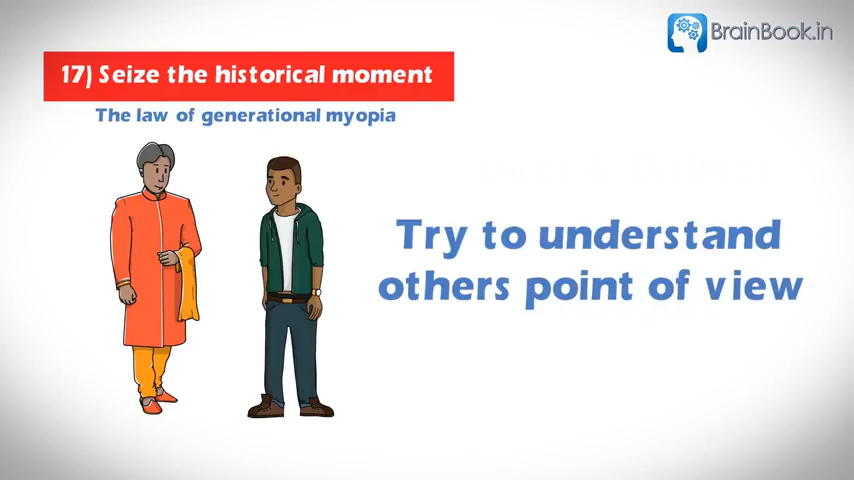 BrainBook.in
17) Seize the historical moment
The law of generational myopia
Try to understand
others point of view